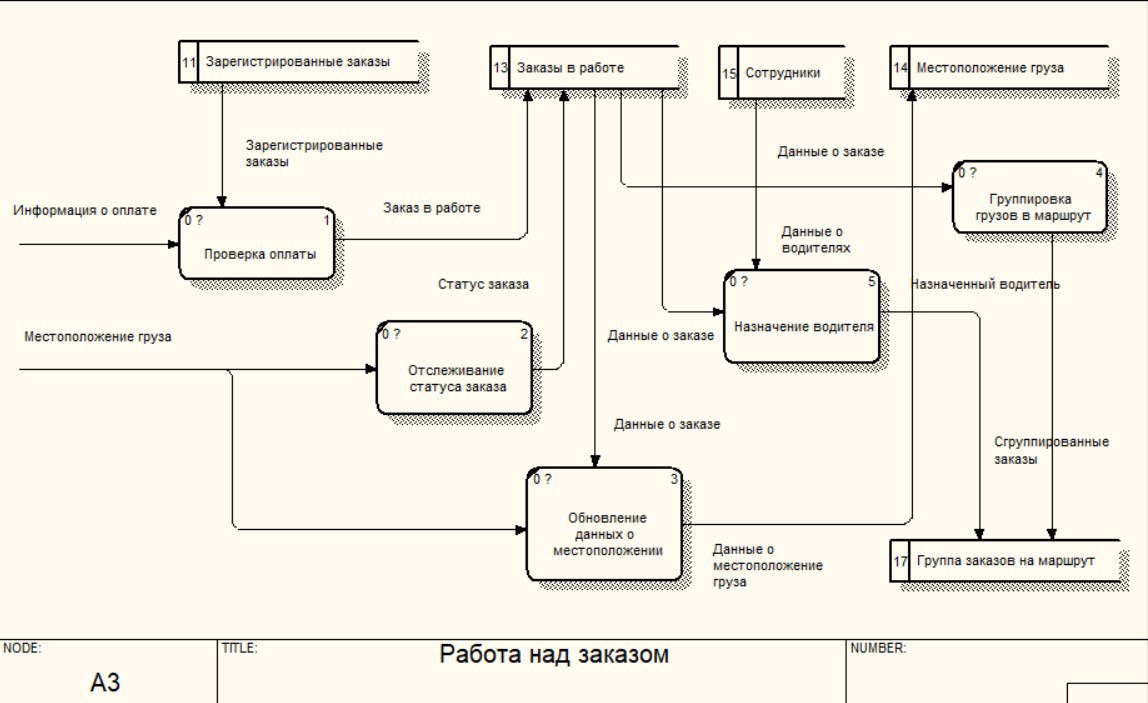 11 Зарегистрированные заказы
13 Заказы в работе
15 Сотрудники
14 Местоположение груза
Зарегистрированные
заказы
Данные о заказе
0 ? 4
Группировка
грузов в маршрут
Информация о оплате
0 ? 1
Проверка оплаты
Заказ в работе
Данные о
водителях
Статус заказа
0 ? 5
Назначение водителя
Назначенный водитель
Местоположение груза
0 ? 2
Отслеживание
статуса заказа
Данные о заказе
Данные о заказе
Сгруппированные
заказы
0 ? 3
Обновление
данных о
местоположении
Данные о
местоположение
груза
17 Группа заказов на маршрут
NODE:
A3
TITLE:
Работа над заказом
NUMBER: